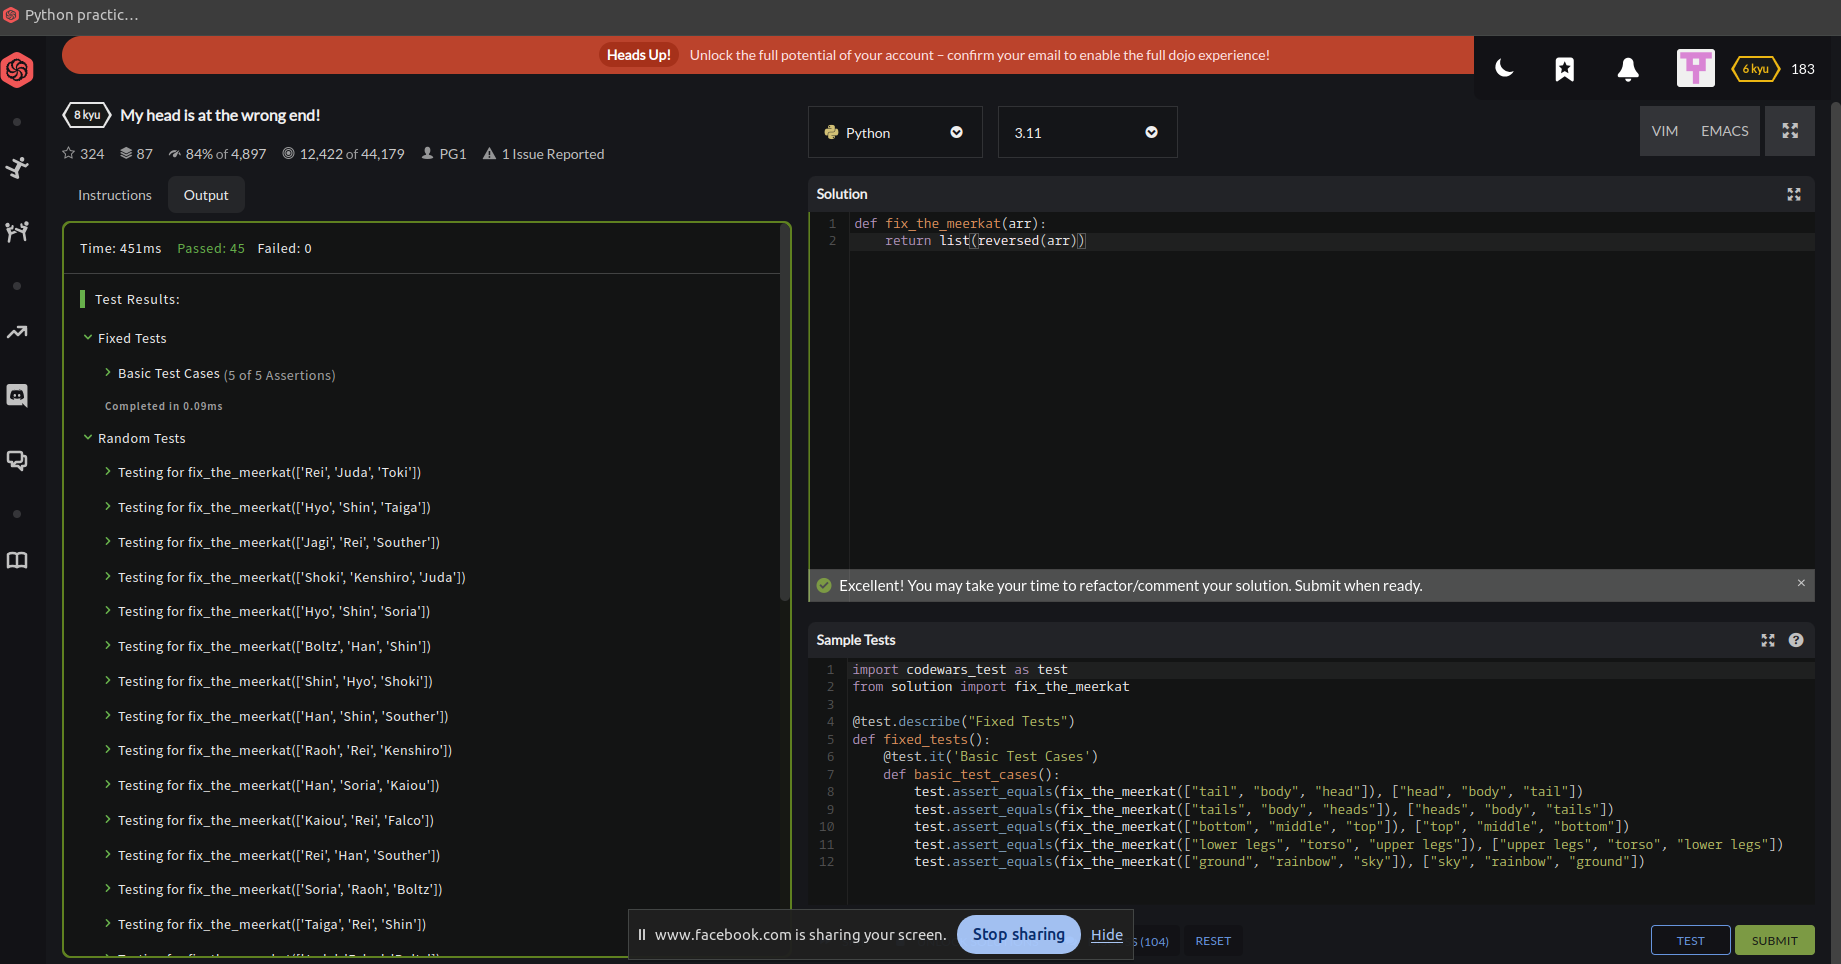 Python practic...
Heads Up! Unlock the full potential of your account – confirm your email to enable the full dojo experience!
6 kyu 183
8 kyu My head is at the wrong end!
324 87 84% of 4,897 12,422 of 44,179 PG1 1 Issue Reported
Python
3.11
VIM EMACS
Instructions Output
Time: 451ms Passed: 45 Failed: 0
Test Results:
Fixed Tests
Basic Test Cases (5 of 5 Assertions)
Completed in 0.09ms
Random Tests
Testing for fix_the_meerkat(['Rei', 'Juda', 'Toki'])
Testing for fix_the_meerkat(['Hyo', 'Shin', 'Taiga'])
Testing for fix_the_meerkat(['Jagi', 'Rei', 'Souther'])
Testing for fix_the_meerkat(['Shoki', 'Kenshiro', 'Juda'])
Testing for fix_the_meerkat(['Hyo', 'Shin', 'Soria'])
Testing for fix_the_meerkat(['Boltz', 'Han', 'Shin'])
Testing for fix_the_meerkat(['Shin', 'Hyo', 'Shoki'])
Testing for fix_the_meerkat(['Han', 'Shin', 'Souther'])
Testing for fix_the_meerkat(['Raoh', 'Rei', 'Kenshiro'])
Testing for fix_the_meerkat(['Han', 'Soria', 'Kaiou'])
Testing for fix_the_meerkat(['Kaiou', 'Rei', 'Falco'])
Testing for fix_the_meerkat(['Rei', 'Han', 'Souther'])
Testing for fix_the_meerkat(['Soria', 'Raoh', 'Boltz'])
Testing for fix_the_meerkat(['Taiga', 'Rei', 'Shin'])
Solution
1 def fix_the_meerkat(arr):
2     return list(reversed(arr))
Excellent! You may take your time to refactor/comment your solution. Submit when ready.
Sample Tests
1 import codewars_test as test
2 from solution import fix_the_meerkat
3
4 @test.describe("Fixed Tests")
5 def fixed_tests():
6     @test.it('Basic Test Cases')
7     def basic_test_cases():
8         test.assert_equals(fix_the_meerkat(["tail", "body", "head"]), ["head", "body", "tail"])
9         test.assert_equals(fix_the_meerkat(["tails", "body", "heads"]), ["heads", "body", "tails"])
10         test.assert_equals(fix_the_meerkat(["bottom", "middle", "top"]), ["top", "middle", "bottom"])
11         test.assert_equals(fix_the_meerkat(["lower legs", "torso", "upper legs"]), ["upper legs", "torso", "lower legs"])
12         test.assert_equals(fix_the_meerkat(["ground", "rainbow", "sky"]), ["sky", "rainbow", "ground"])
www.facebook.com is sharing your screen. Stop sharing Hide
S (104) RESET
TEST SUBMIT